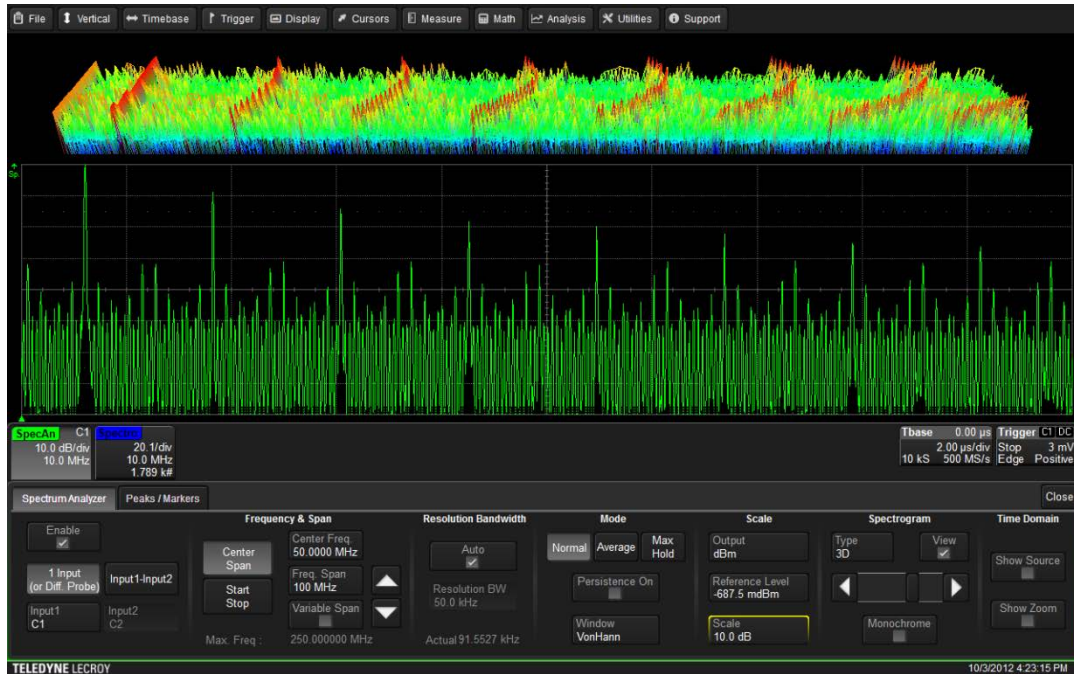 File Vertical Timebase Trigger Display Cursors Measure Math Analysis Utilities Support
Sp.
SpecAn C1
10.0 dB/div
10.0 MHz
Spectro
20.1/div
10.0 MHz
1.789 k#
Tbase 0.00 µs
2.00 µs/div
10 kS 500 MS/s
Trigger C1 DC
Stop 3 mV
Edge Positive
Spectrum Analyzer Peaks / Markers Close
Enable
1 Input
(or Diff. Probe)
Input1-Input2
Input1
C1
Input2
C2
Frequency & Span
Center
Span
Start
Stop
Center Freq.
50.0000 MHz
Freq. Span
100 MHz
Variable Span
Max. Freq : 250.000000 MHz
Resolution Bandwidth
Auto
Resolution BW
50.0 kHz
Actual 91.5527 kHz
Mode
Normal
Average
Max
Hold
Persistence On
Window
VonHann
Scale
Output
dBm
Reference Level
-687.5 mdBm
Scale
10.0 dB
Spectrogram
Type
3D
View
Monochrome
Time Domain
Show Source
Show Zoom
TELEDYNE LECROY
10/3/2012 4:23:15 PM